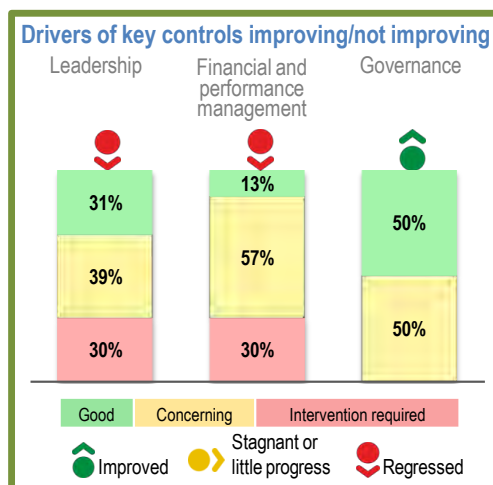 Drivers of key controls improving/not improving
Leadership
Financial and
performance
management
Governance
31%
39%
30%
13%
57%
30%
50%
50%
Good
Concerning
Intervention required
Improved
Stagnant or
little progress
Regressed